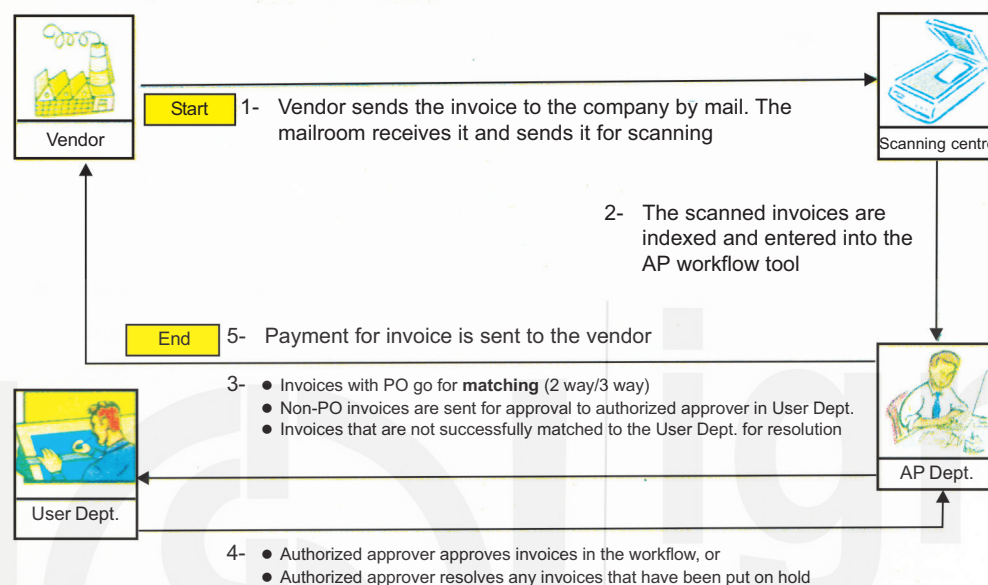 Vendor
Start
1- Vendor sends the invoice to the company by mail. The
mailroom receives it and sends it for scanning
Scanning centr
2- The scanned invoices are
indexed and entered into the
AP workflow tool
End
5- Payment for invoice is sent to the vendor
3- ● Invoices with PO go for matching (2 way/3 way)
● Non-PO invoices are sent for approval to authorized approver in User Dept.
● Invoices that are not successfully matched to the User Dept. for resolution
AP Dept.
User Dept.
4- ● Authorized approver approves invoices in the workflow, or
● Authorized approver resolves any invoices that have been put on hold